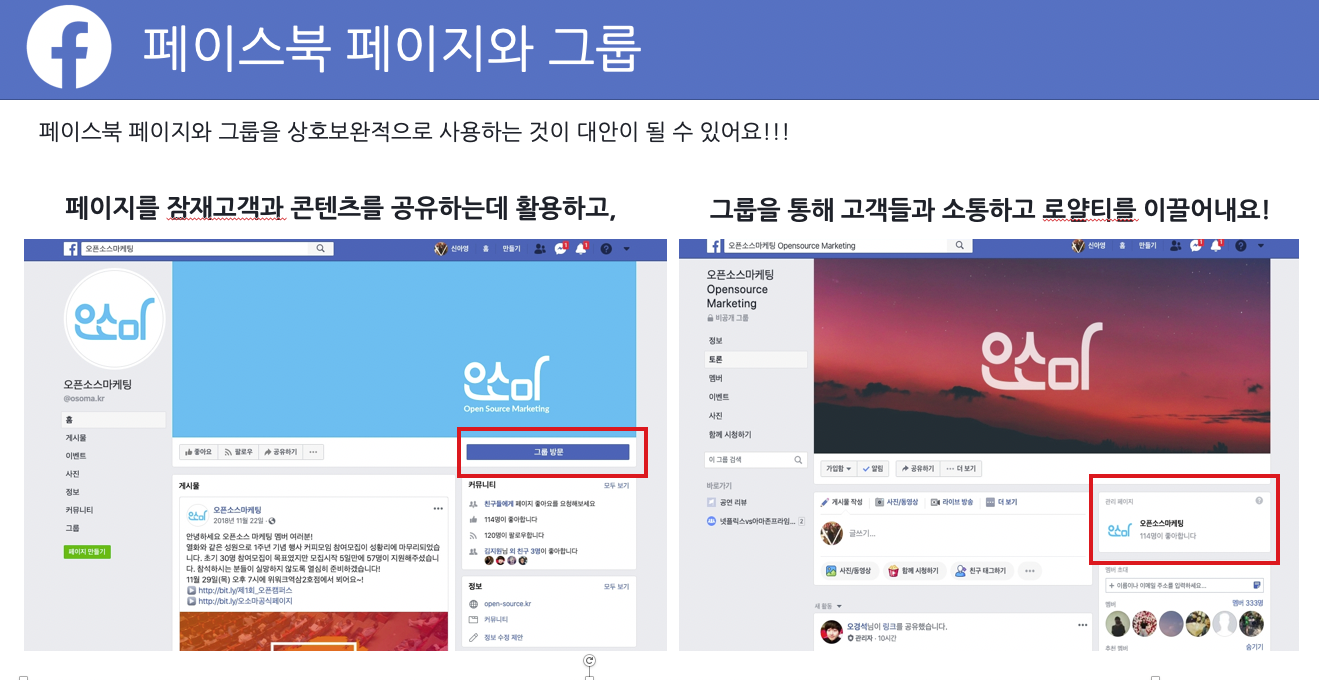 페이스북 페이지와 그룹
페이스북 페이지와 그룹을 상호보완적으로 사용하는 것이 대안이 될 수 있어요!!!
페이지를 잠재고객과 콘텐츠를 공유하는데 활용하고,
오픈소스마케팅
신아영 홈 만들기
오소마
오픈소스마케팅
@osoma.kr
홈
게시물
이벤트
사진
정보
커뮤니티
그룹
페이지 만들기
오소마
Open Source Marketing
좋아요 팔로우 공유하기 ...
그룹 방문
게시물
오픈소스마케팅
2018년 11월 22일 ·
안녕하세요 오픈소스 마케팅 멤버 여러분!
열화와 같은 성원으로 1주년 기념 행사 커피모임 참여모집이 성황리에 마무리되었습
니다. 초기 30명 참여모집이 목표였지만 모집시작 5일만에 57명이 지원해주셨습니
다. 참석하시는 분들이 실망하지 않도록 열심히 준비하겠습니다!
11월 29일(목) 오후 7시에 위워크역삼2호점에서 뵈어요~!
http://bit.ly/제1회_오픈캠퍼스
http://bit.ly/오소마공식페이지
커뮤니티 모두 보기
친구들에게 페이지 좋아요를 요청해보세요
114명이 좋아합니다
120명이 팔로우합니다
김지원님 외 친구 3명이 좋아합니다
정보 모두 보기
open-source.kr
커뮤니티
정보 수정 제안
그룹을 통해 고객들과 소통하고 로얄티를 이끌어내요!
오픈소스마케팅 Opensource Marketing
신아영 홈 만들기
오픈소스마케팅
Opensource
Marketing
비공개 그룹
정보
토론
멤버
이벤트
사진
함께 시청하기
이 그룹 검색
바로가기
공연 리뷰
넷플릭스vs아마존프라임... 2
오소마
가입함 알림 공유하기 ... 더 보기
게시물 작성 사진/동영상 라이브 방송 더 보기
글쓰기...
사진/동영상 함께 시청하기 친구 태그하기 ...
새 활동
오경석님이 링크를 공유했습니다.
관리자 · 10시간
관리 페이지
오픈소스마케팅
114명이 좋아합니다
멤버 초대
+ 이름이나 이메일 주소를 입력하세요...
멤버 멤버 333명
추천 멤버 숨기기